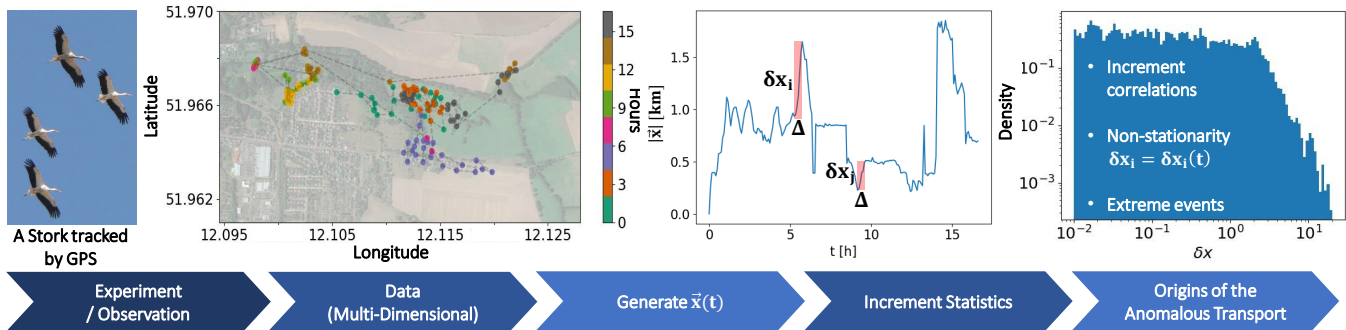 A Stork tracked
by GPS
51.970
51.966
51.962
Latitude
12.095
12.105
12.115
12.125
Longitude
15
12
9
6
3
0
Hours
|x⃗| [km]
1.5
1.0
0.5
0.0
δxᵢ
Δ
δxⱼ
Δ
0
5
10
15
t [h]
Density
10⁻¹
10⁻²
10⁻³
• Increment
correlations
• Non-stationarity
δxᵢ = δxᵢ(t)
• Extreme events
10⁻²
10⁻¹
10⁰
10¹
δx
Experiment
/ Observation
Data
(Multi-Dimensional)
Generate x⃗(t)
Increment Statistics
Origins of the
Anomalous Transport